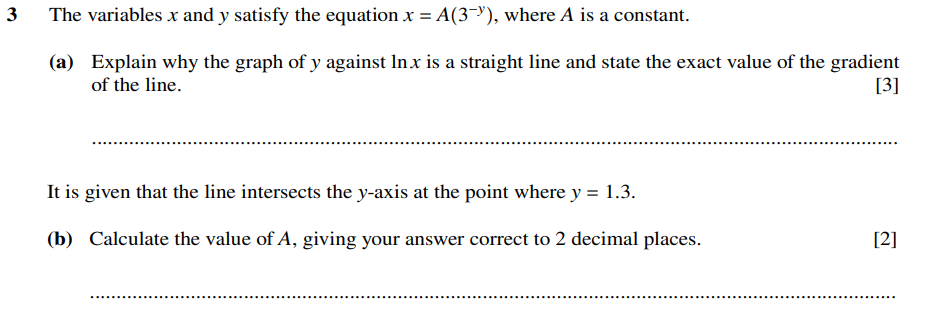 3 The variables x and y satisfy the equation x = A(3⁻ʸ), where A is a constant.
(a) Explain why the graph of y against ln x is a straight line and state the exact value of the gradient
of the line. [3]
................................................................................
It is given that the line intersects the y-axis at the point where y = 1.3.
(b) Calculate the value of A, giving your answer correct to 2 decimal places. [2]
................................................................................